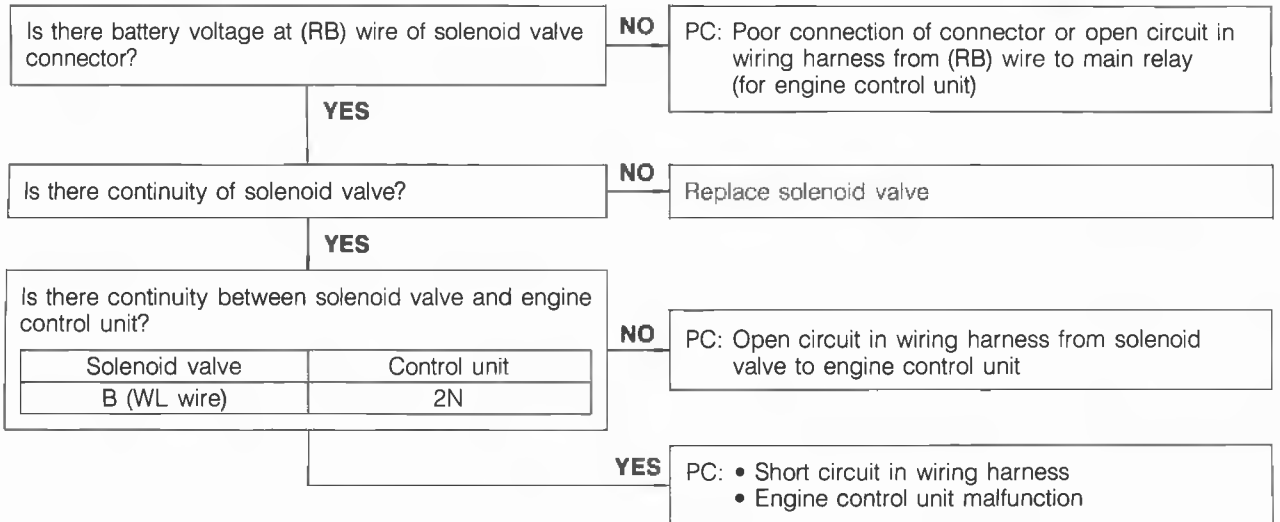 Is there battery voltage at (RB) wire of solenoid valve
connector?
NO
PC: Poor connection of connector or open circuit in
wiring harness from (RB) wire to main relay
(for engine control unit)
YES
Is there continuity of solenoid valve?
NO
Replace solenoid valve
YES
Is there continuity between solenoid valve and engine
control unit?
Solenoid valve Control unit
B (WL wire) 2N
NO
PC: Open circuit in wiring harness from solenoid
valve to engine control unit
YES
PC: • Short circuit in wiring harness
• Engine control unit malfunction